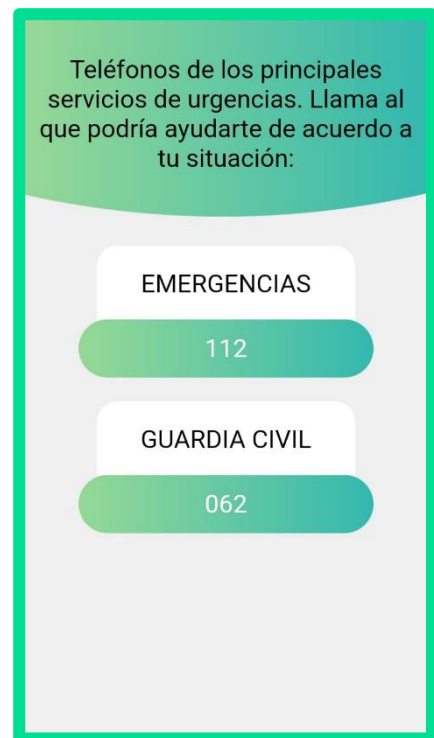 Teléfonos de los principales
servicios de urgencias. Llama al
que podría ayudarte de acuerdo a
tu situación:
EMERGENCIAS
112
GUARDIA CIVIL
062